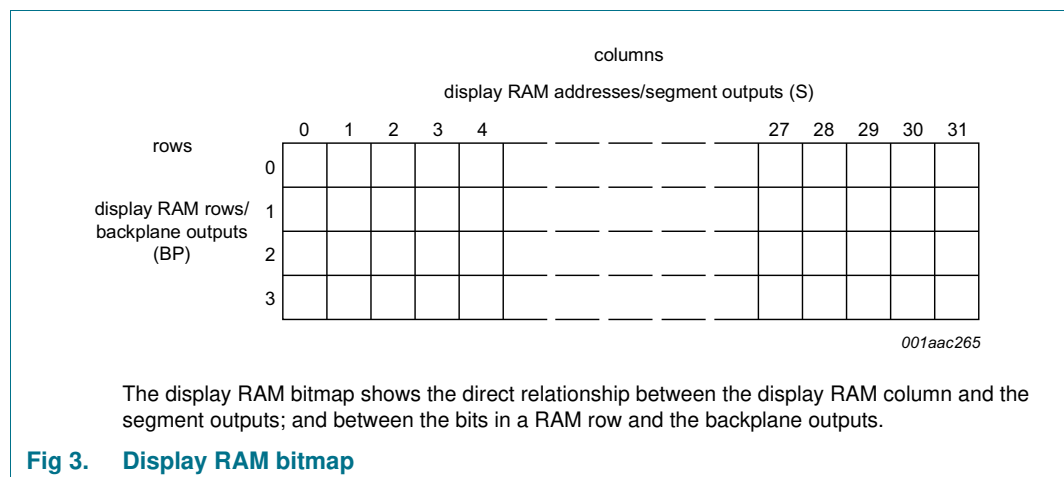 columns
display RAM addresses/segment outputs (S)
0 1 2 3 4 27 28 29 30 31
rows
0
display RAM rows/
backplane outputs
(BP)
1
2
3
001aac265
The display RAM bitmap shows the direct relationship between the display RAM column and the
segment outputs; and between the bits in a RAM row and the backplane outputs.
Fig 3. Display RAM bitmap